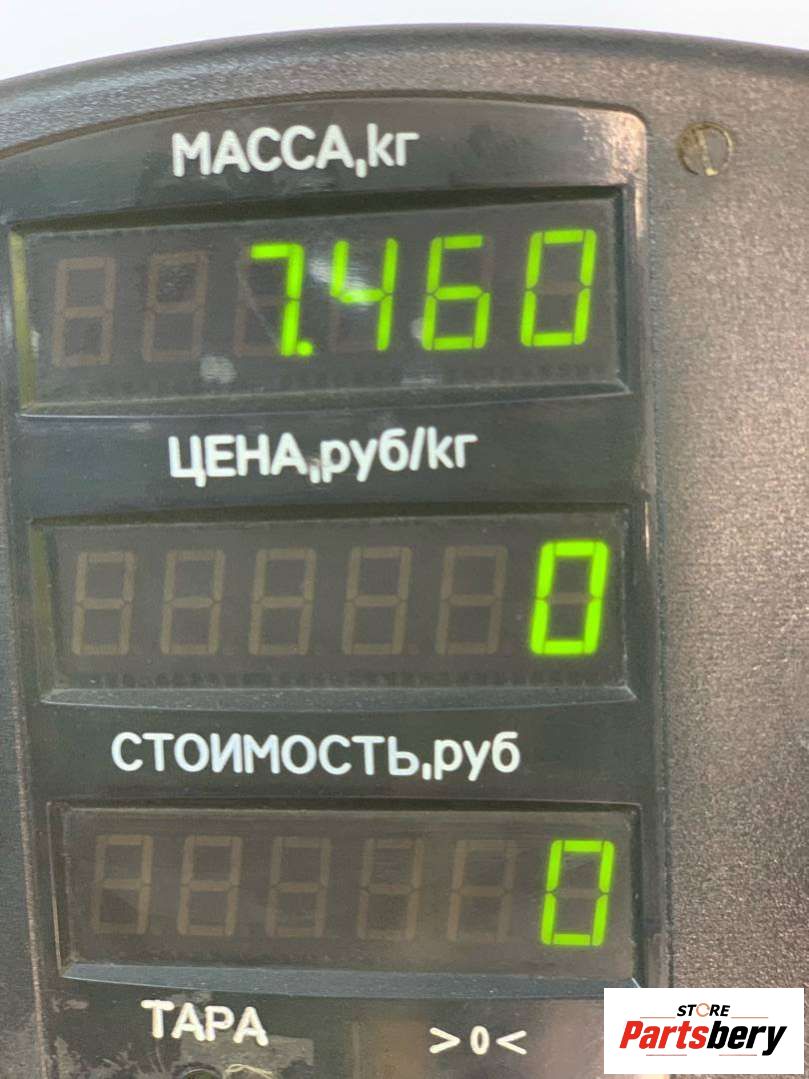 МАССА,кг
7.460
ЦЕНА,руб/кг
0
СТОИМОСТЬ,руб
0
ТАРА >0<
STORE
Partsbery